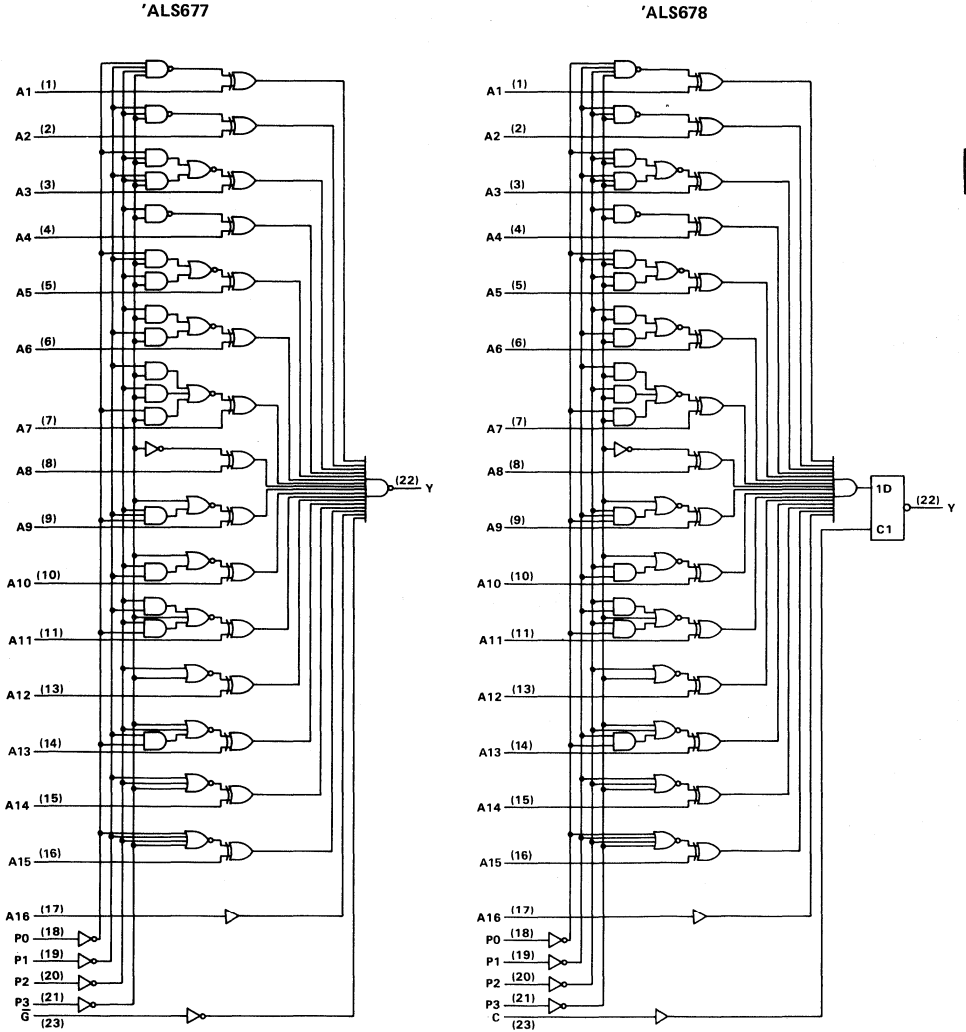 'ALS677
A1 (1)
A2 (2)
A3 (3)
A4 (4)
A5 (5)
A6 (6)
A7 (7)
A8 (8)
(22) Y
A9 (9)
A10 (10)
A11 (11)
A12 (13)
A13 (14)
A14 (15)
A15 (16)
A16 (17)
P0 (18)
P1 (19)
P2 (20)
P3 (21)
G̅ (23)
'ALS678
A1 (1)
A2 (2)
A3 (3)
A4 (4)
A5 (5)
A6 (6)
A7 (7)
A8 (8)
1D
(22) Y
C1
A9 (9)
A10 (10)
A11 (11)
A12 (13)
A13 (14)
A14 (15)
A15 (16)
A16 (17)
P0 (18)
P1 (19)
P2 (20)
P3 (21)
C (23)